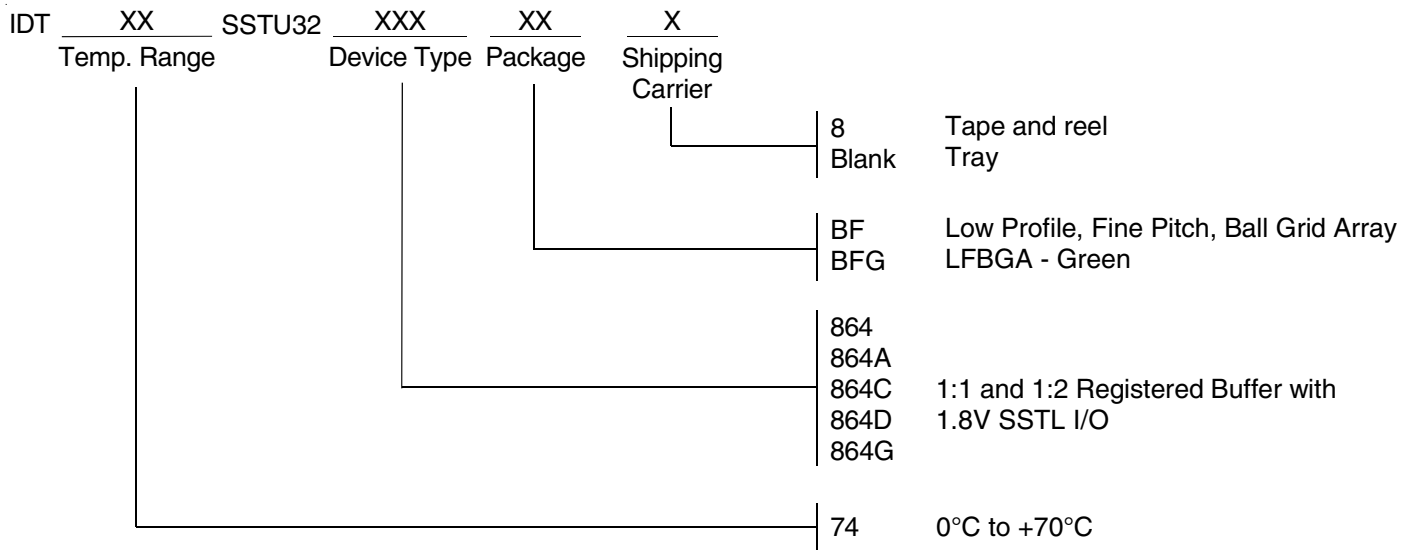 IDT XX SSTU32 XXX XX X
Temp. Range Device Type Package Shipping
Carrier
8 Tape and reel
Blank Tray
BF Low Profile, Fine Pitch, Ball Grid Array
BFG LFBGA - Green
864
864A
864C 1:1 and 1:2 Registered Buffer with
864D 1.8V SSTL I/O
864G
74 0°C to +70°C